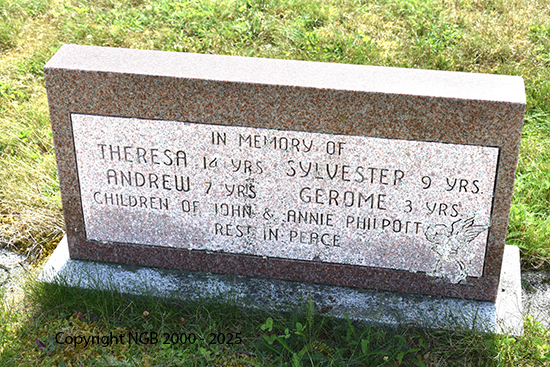 IN MEMORY OF
THERESA 14 YRS SYLVESTER 9 YRS
ANDREW 7 YRS GEROME 3 YRS
CHILDREN OF JOHN & ANNIE PHILPOTT
REST IN PEACE
Copyright NGB 2000 - 2025